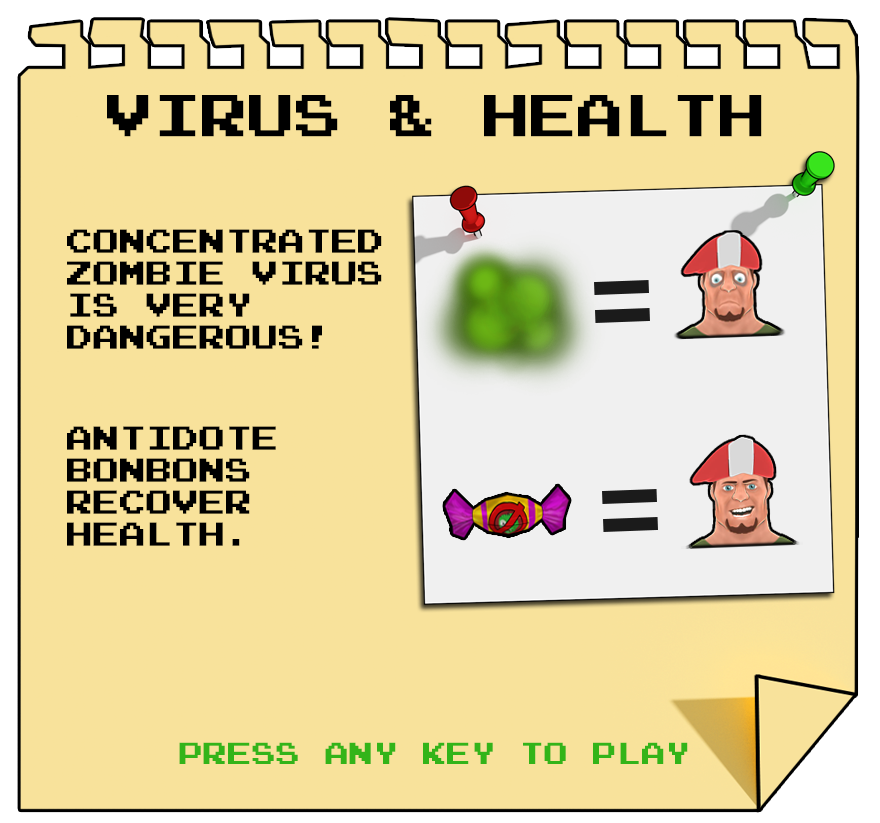 VIRUS & HEALTH
CONCENTRATED
ZOMBIE VIRUS
IS VERY
DANGEROUS!
ANTIDOTE
BONBONS
RECOVER
HEALTH.
PRESS ANY KEY TO PLAY